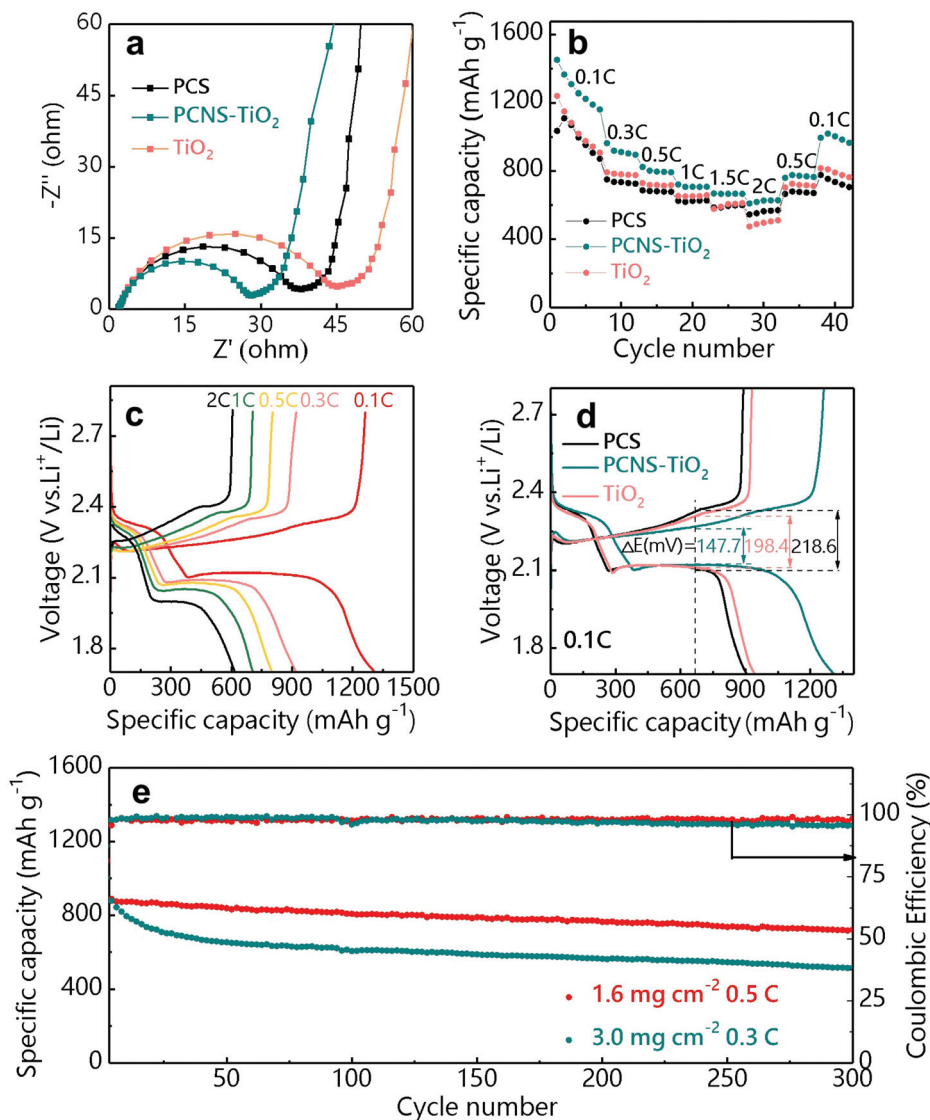 a
PCS
PCNS-TiO₂
TiO₂
-Z'' (ohm)
60
45
30
15
0
0 15 30 45 60
Z' (ohm)
b
0.1C
0.3C
0.5C
1C
1.5C
2C
0.5C
0.1C
PCS
PCNS-TiO₂
TiO₂
Specific capacity (mAh g⁻¹)
1600
1200
800
400
0
0 10 20 30 40
Cycle number
c
2C 1C 0.5C 0.3C 0.1C
Voltage (V vs.Li⁺/Li)
2.7
2.4
2.1
1.8
0 300 600 900 1200 1500
Specific capacity (mAh g⁻¹)
d
PCS
PCNS-TiO₂
TiO₂
ΔE(mV)= 147.7 198.4 218.6
0.1C
Voltage (V vs.Li⁺/Li)
2.7
2.4
2.1
1.8
0 300 600 900 1200
Specific capacity (mAh g⁻¹)
e
1.6 mg cm⁻² 0.5 C
3.0 mg cm⁻² 0.3 C
Specific capacity (mAh g⁻¹)
1600
1200
800
400
0
Coulombic Efficiency (%)
100
75
50
25
0
0 50 100 150 200 250 300
Cycle number